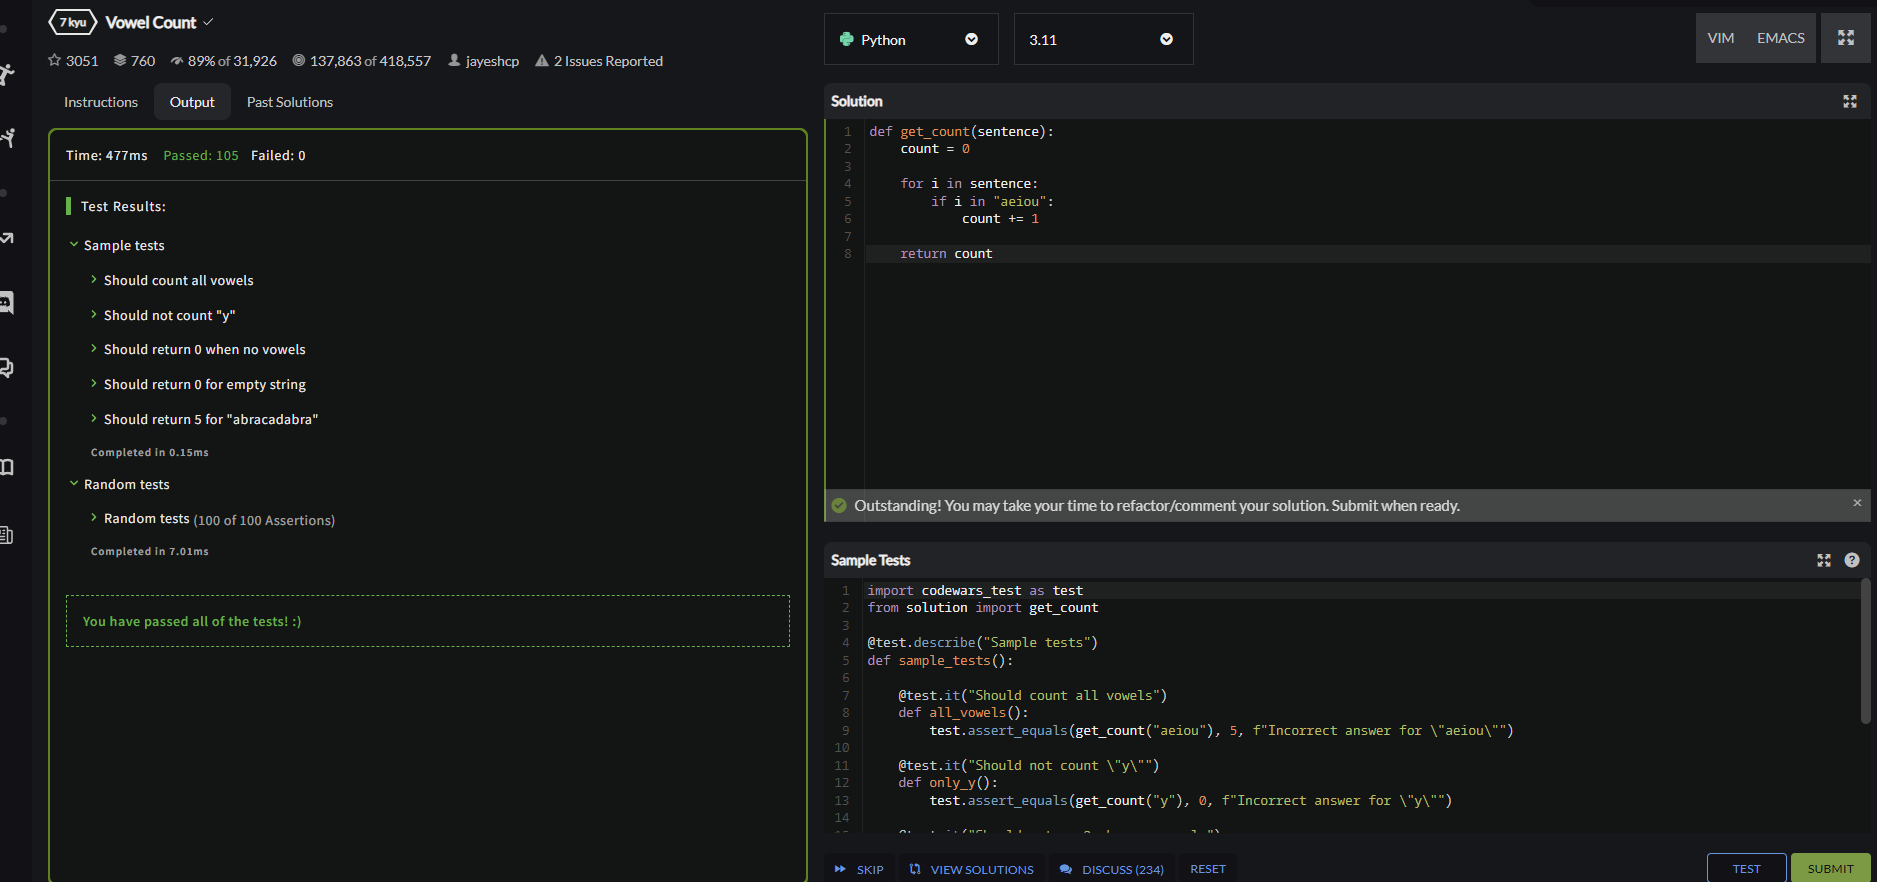 7 kyu Vowel Count
3051 760 89% of 31,926 137,863 of 418,557 jayeshcp 2 Issues Reported
Instructions Output Past Solutions
Time: 477ms Passed: 105 Failed: 0
Test Results:
Sample tests
Should count all vowels
Should not count "y"
Should return 0 when no vowels
Should return 0 for empty string
Should return 5 for "abracadabra"
Completed in 0.15ms
Random tests
Random tests (100 of 100 Assertions)
Completed in 7.01ms
You have passed all of the tests! :)
Python 3.11 VIM EMACS
Solution
1 def get_count(sentence):
2     count = 0
3
4     for i in sentence:
5         if i in "aeiou":
6             count += 1
7
8     return count
Outstanding! You may take your time to refactor/comment your solution. Submit when ready. ×
Sample Tests ?
1 import codewars_test as test
2 from solution import get_count
3
4 @test.describe("Sample tests")
5 def sample_tests():
6
7     @test.it("Should count all vowels")
8     def all_vowels():
9         test.assert_equals(get_count("aeiou"), 5, f"Incorrect answer for \"aeiou\"")
10
11     @test.it("Should not count \"y\"")
12     def only_y():
13         test.assert_equals(get_count("y"), 0, f"Incorrect answer for \"y\"")
14
SKIP VIEW SOLUTIONS DISCUSS (234) RESET TEST SUBMIT